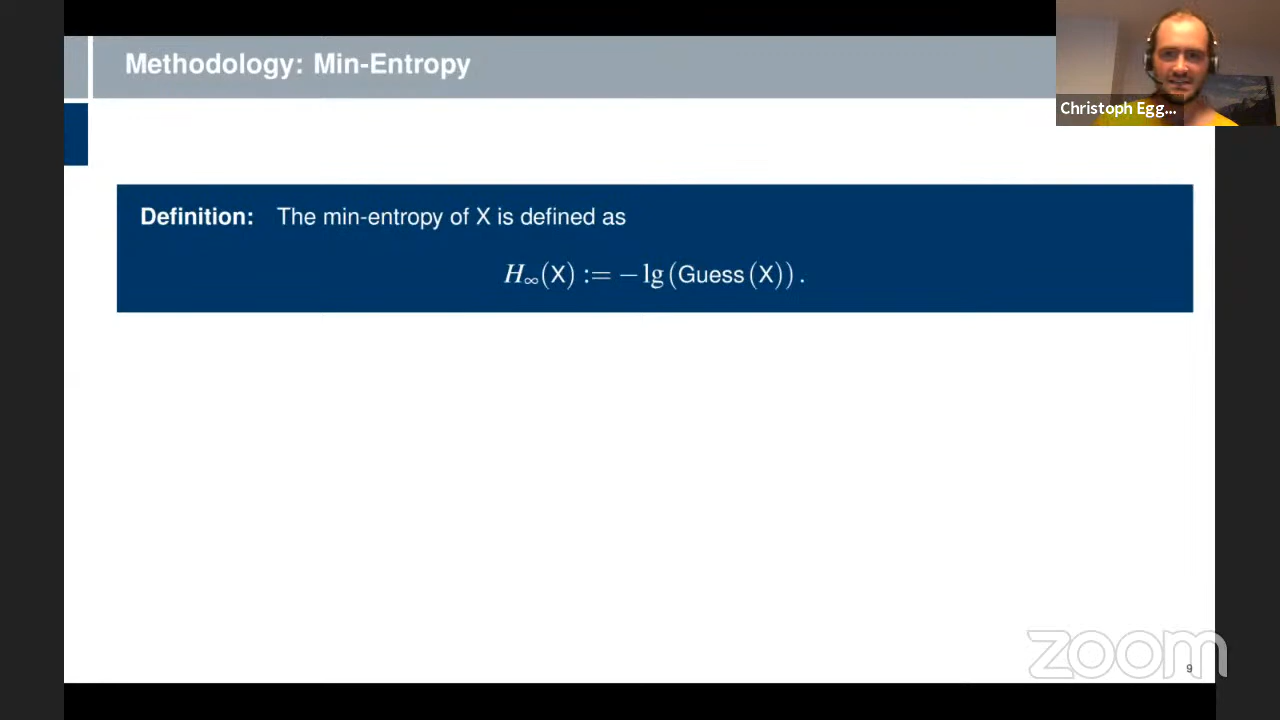 Methodology: Min-Entropy
Christoph Egg...
Definition: The min-entropy of X is defined as
H∞(X) := − lg (Guess (X)) .
zoom
9